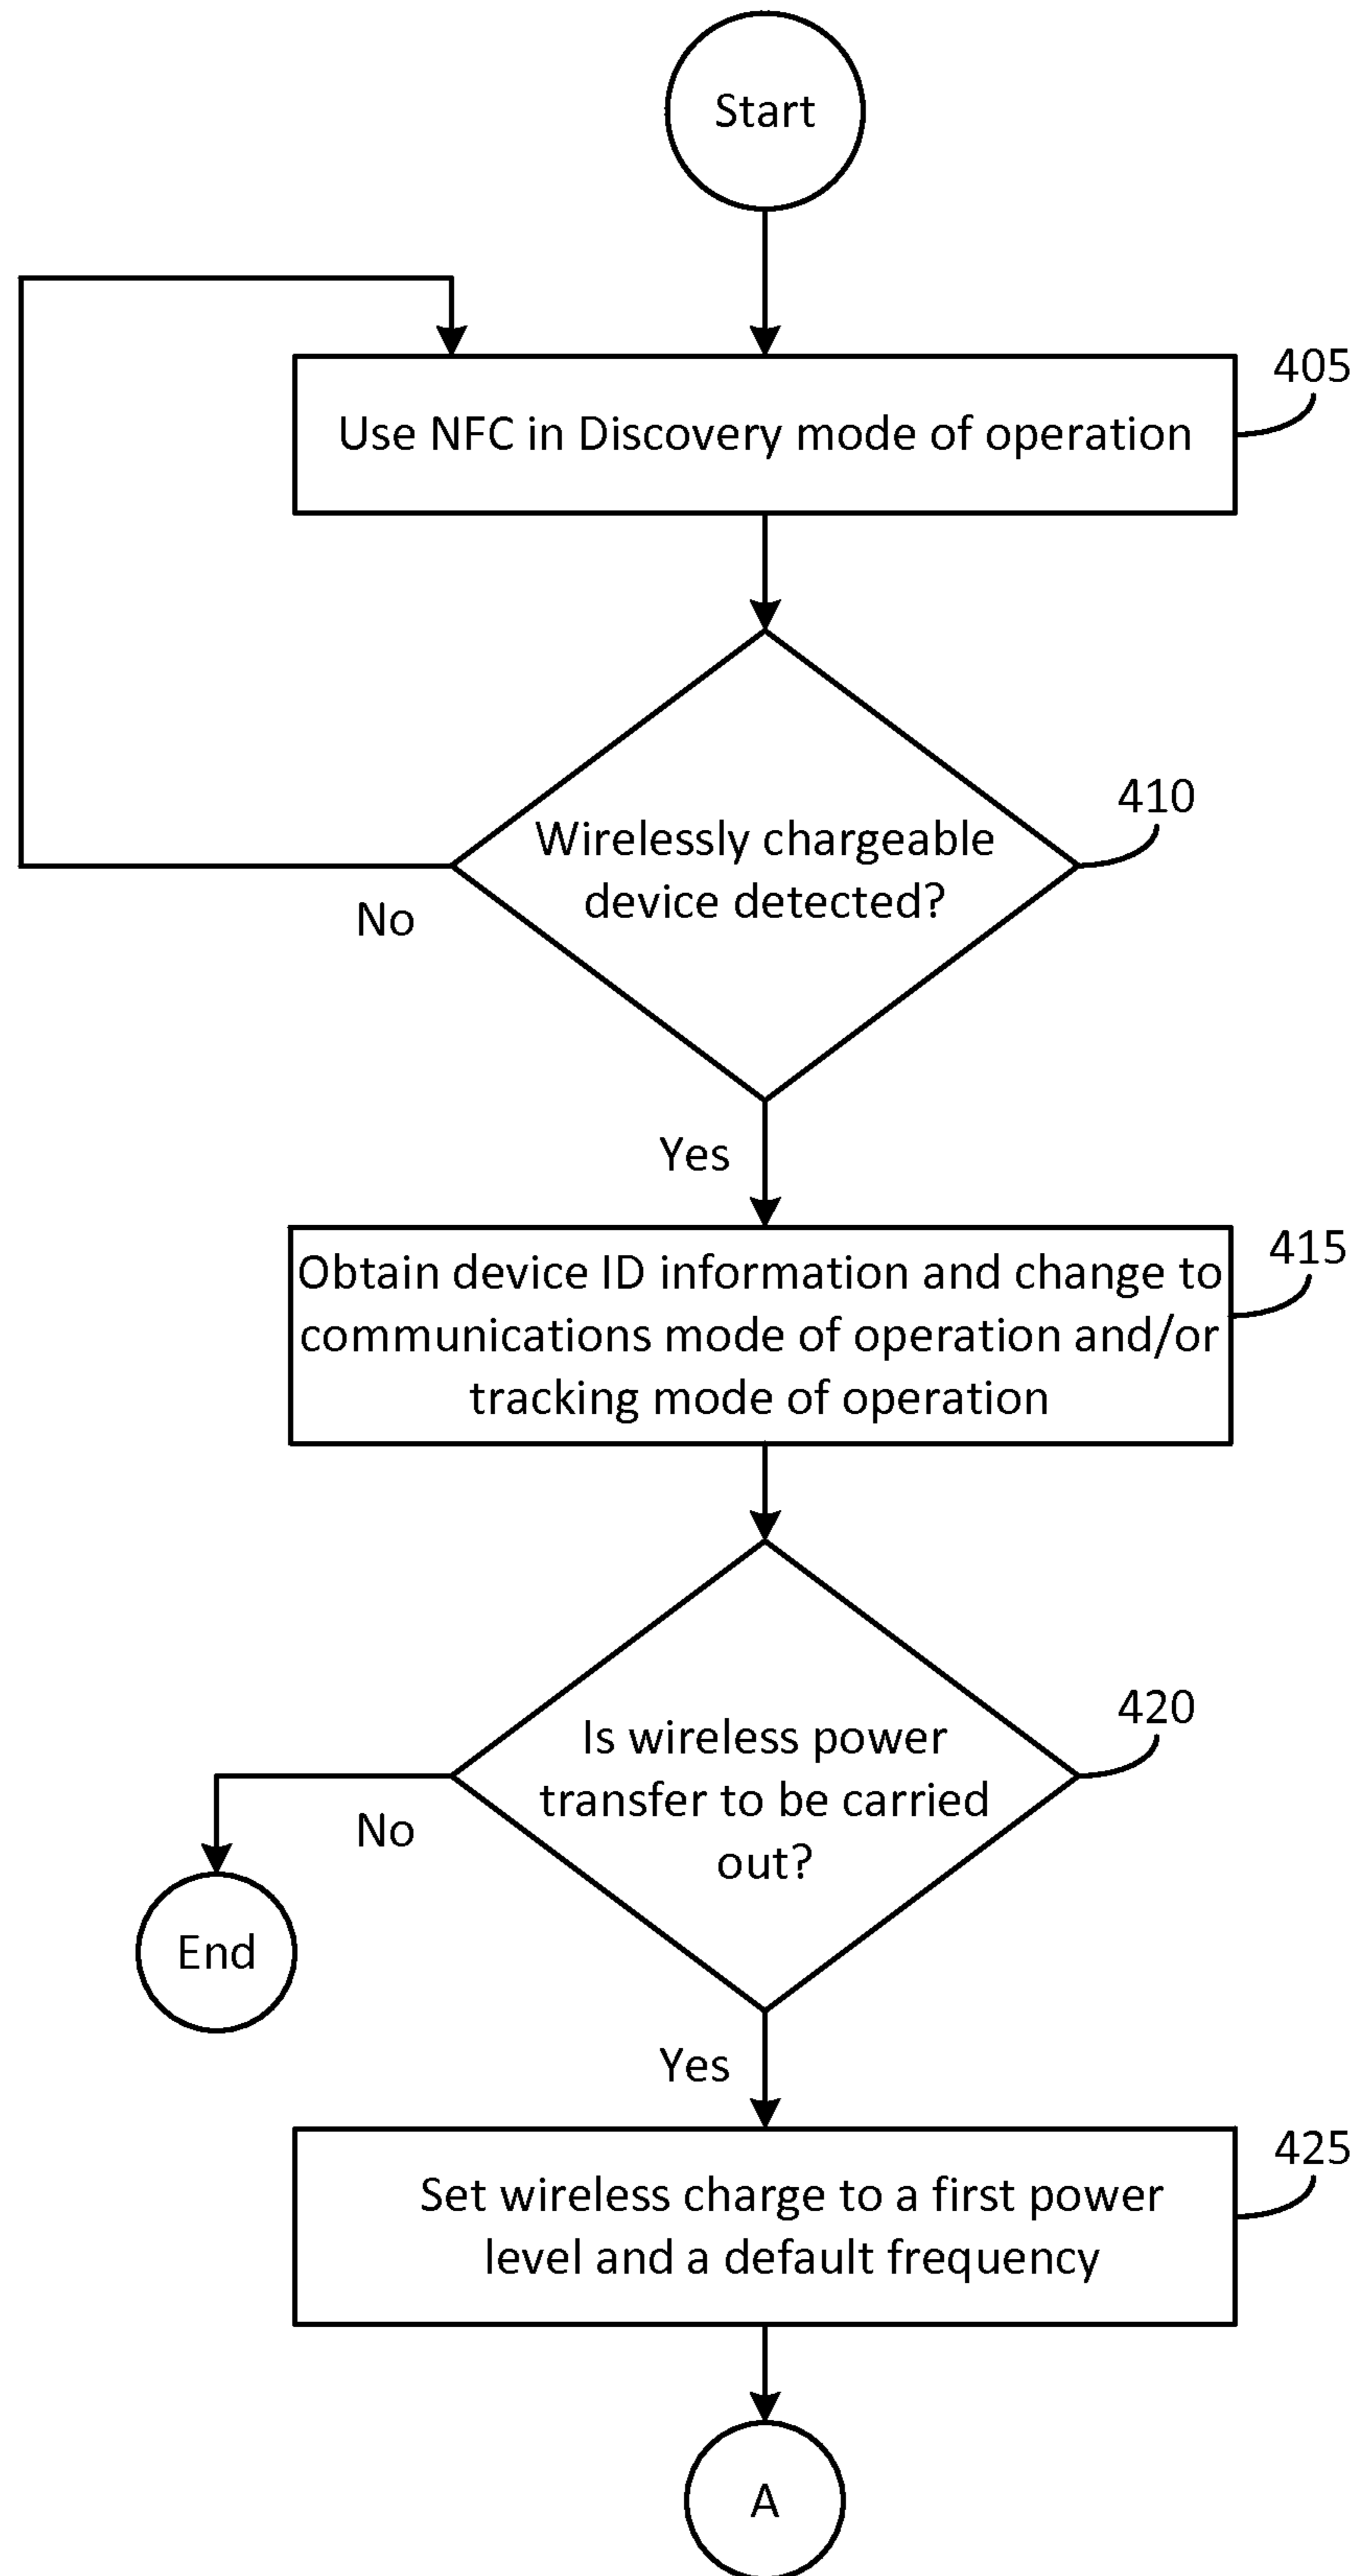 Start
405
Use NFC in Discovery mode of operation
410
Wirelessly chargeable
device detected?
No
Yes
415
Obtain device ID information and change to
communications mode of operation and/or
tracking mode of operation
420
Is wireless power
transfer to be carried
out?
No
End
Yes
425
Set wireless charge to a first power
level and a default frequency
A